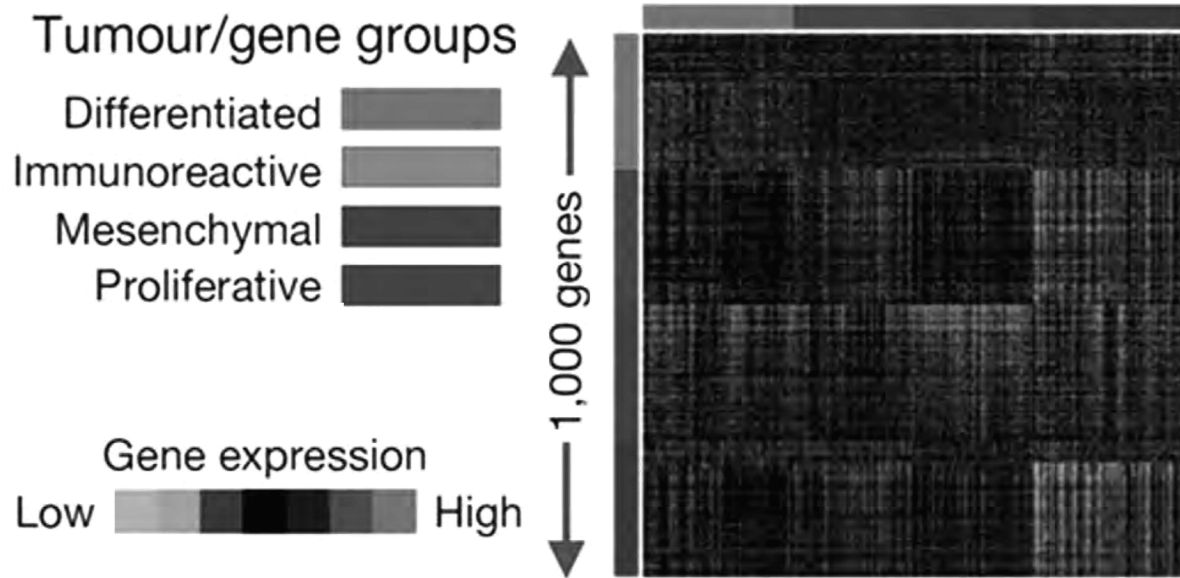 Tumour/gene groups
Differentiated
Immunoreactive
Mesenchymal
Proliferative
Gene expression
Low High
1,000 genes